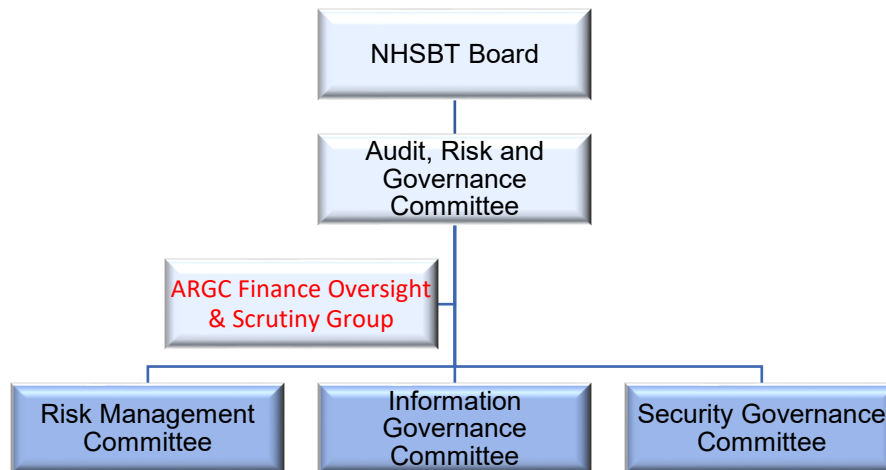 NHSBT Board
Audit, Risk and
Governance
Committee
ARGC Finance Oversight
& Scrutiny Group
Risk Management
Committee
Information
Governance
Committee
Security Governance
Committee